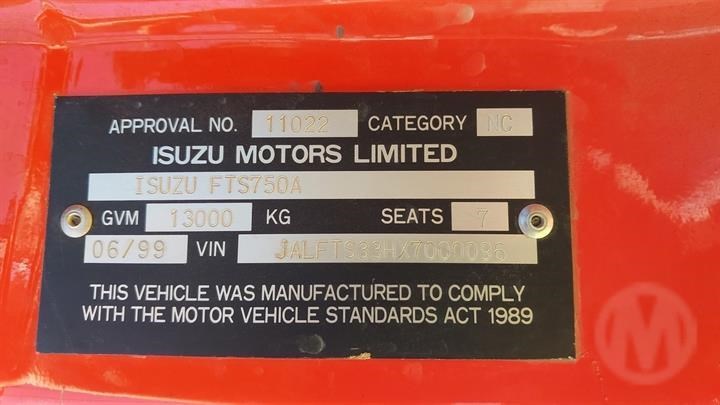 APPROVAL NO. 11022 CATEGORY NC
ISUZU MOTORS LIMITED
ISUZU FTS750A
GVM 13000 KG SEATS 7
06/99 VIN JALFTS33HX7000096
THIS VEHICLE WAS MANUFACTURED TO COMPLY
WITH THE MOTOR VEHICLE STANDARDS ACT 1989
M